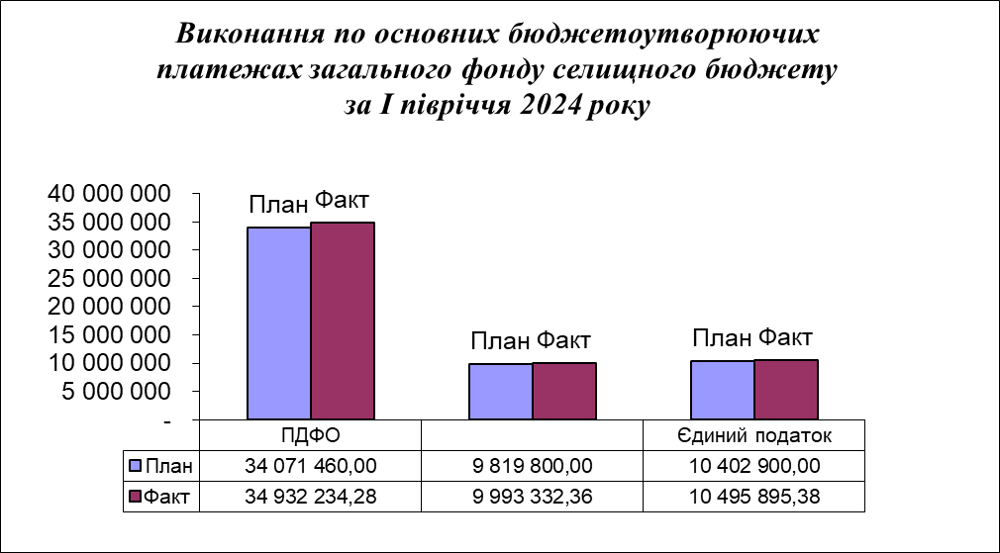 Виконання по основних бюджетоутворюючих
платежах загального фонду селищного бюджету
за І півріччя 2024 року
40 000 000
35 000 000
30 000 000
25 000 000
20 000 000
15 000 000
10 000 000
5 000 000
-
План Факт
План Факт
План Факт
ПДФО Єдиний податок
План 34 071 460,00 9 819 800,00 10 402 900,00
Факт 34 932 234,28 9 993 332,36 10 495 895,38